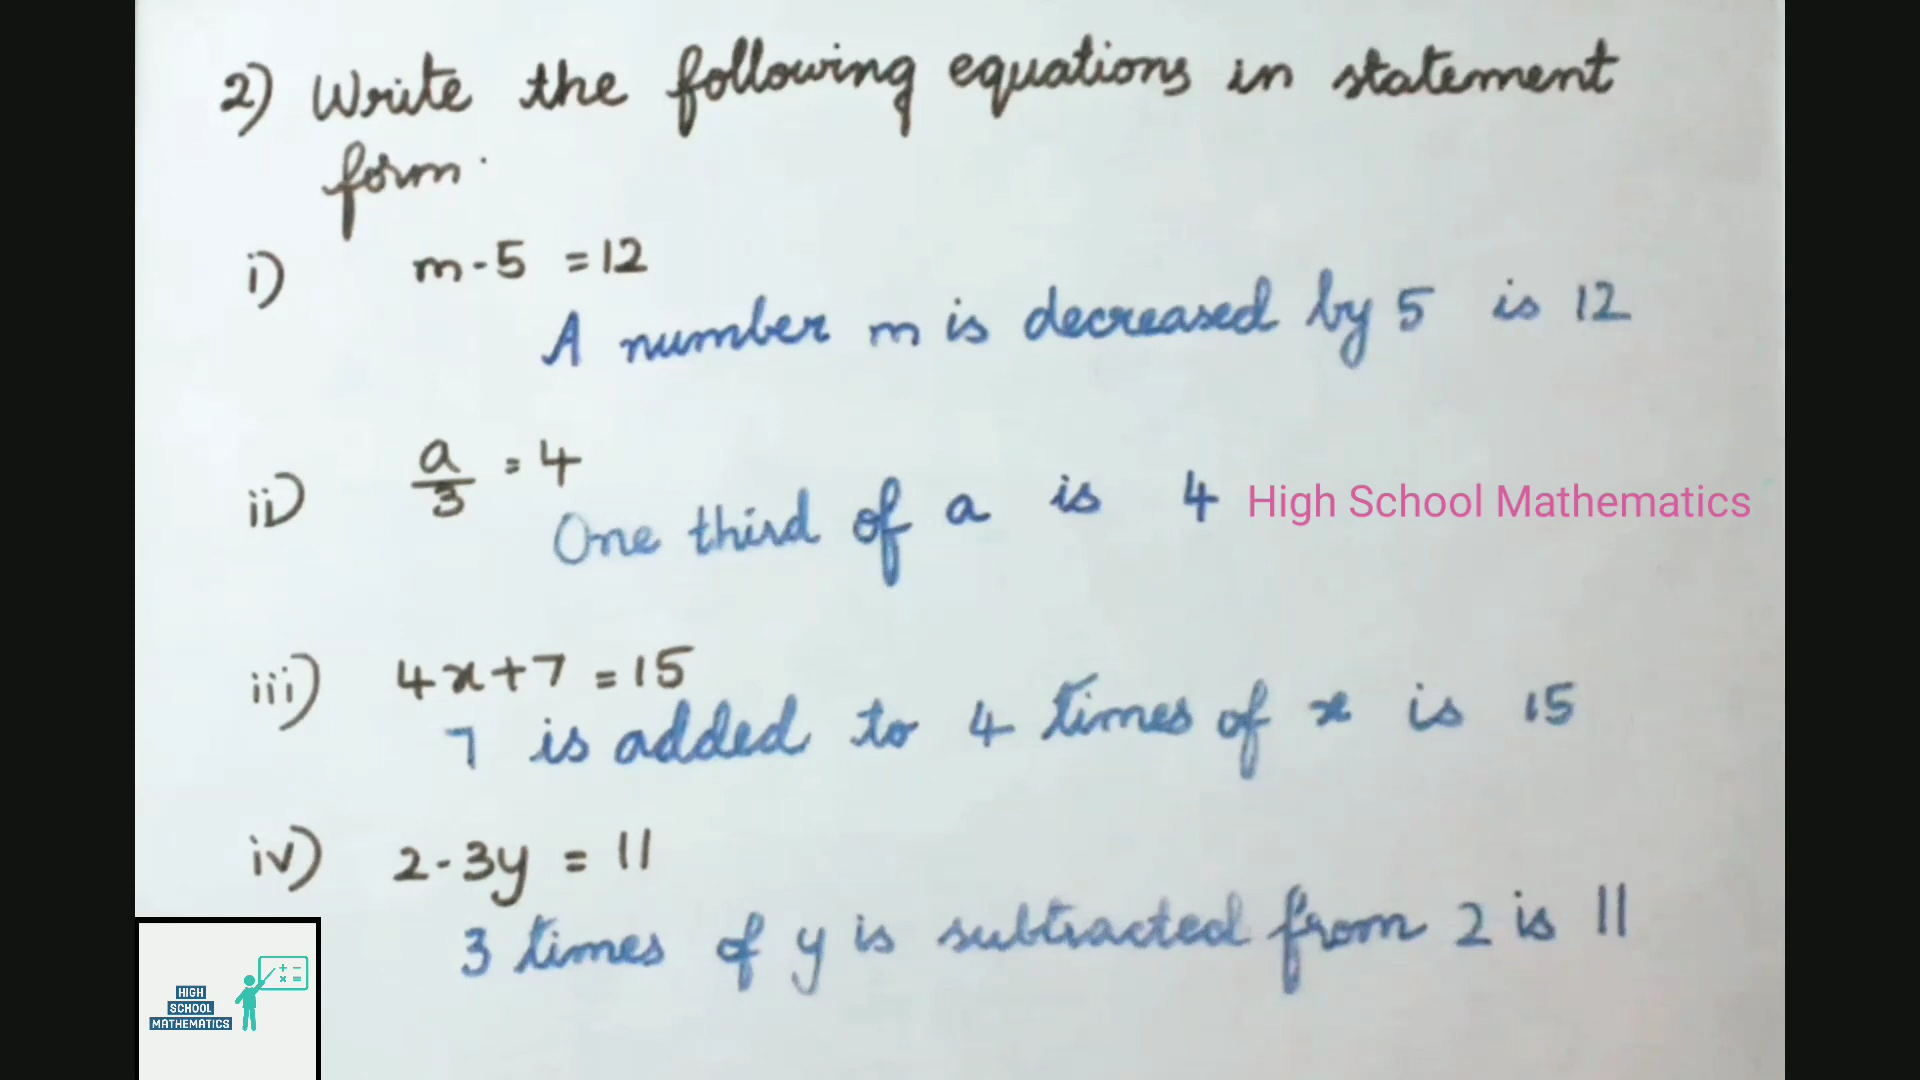 2) Write the following equations in statement
form.
i) m - 5 = 12
A number m is decreased by 5 is 12
ii) a/3 = 4
One third of a is 4
High School Mathematics
iii) 4x + 7 = 15
7 is added to 4 times of x is 15
iv) 2 - 3y = 11
3 times of y is subtracted from 2 is 11
HIGH
SCHOOL
MATHEMATICS